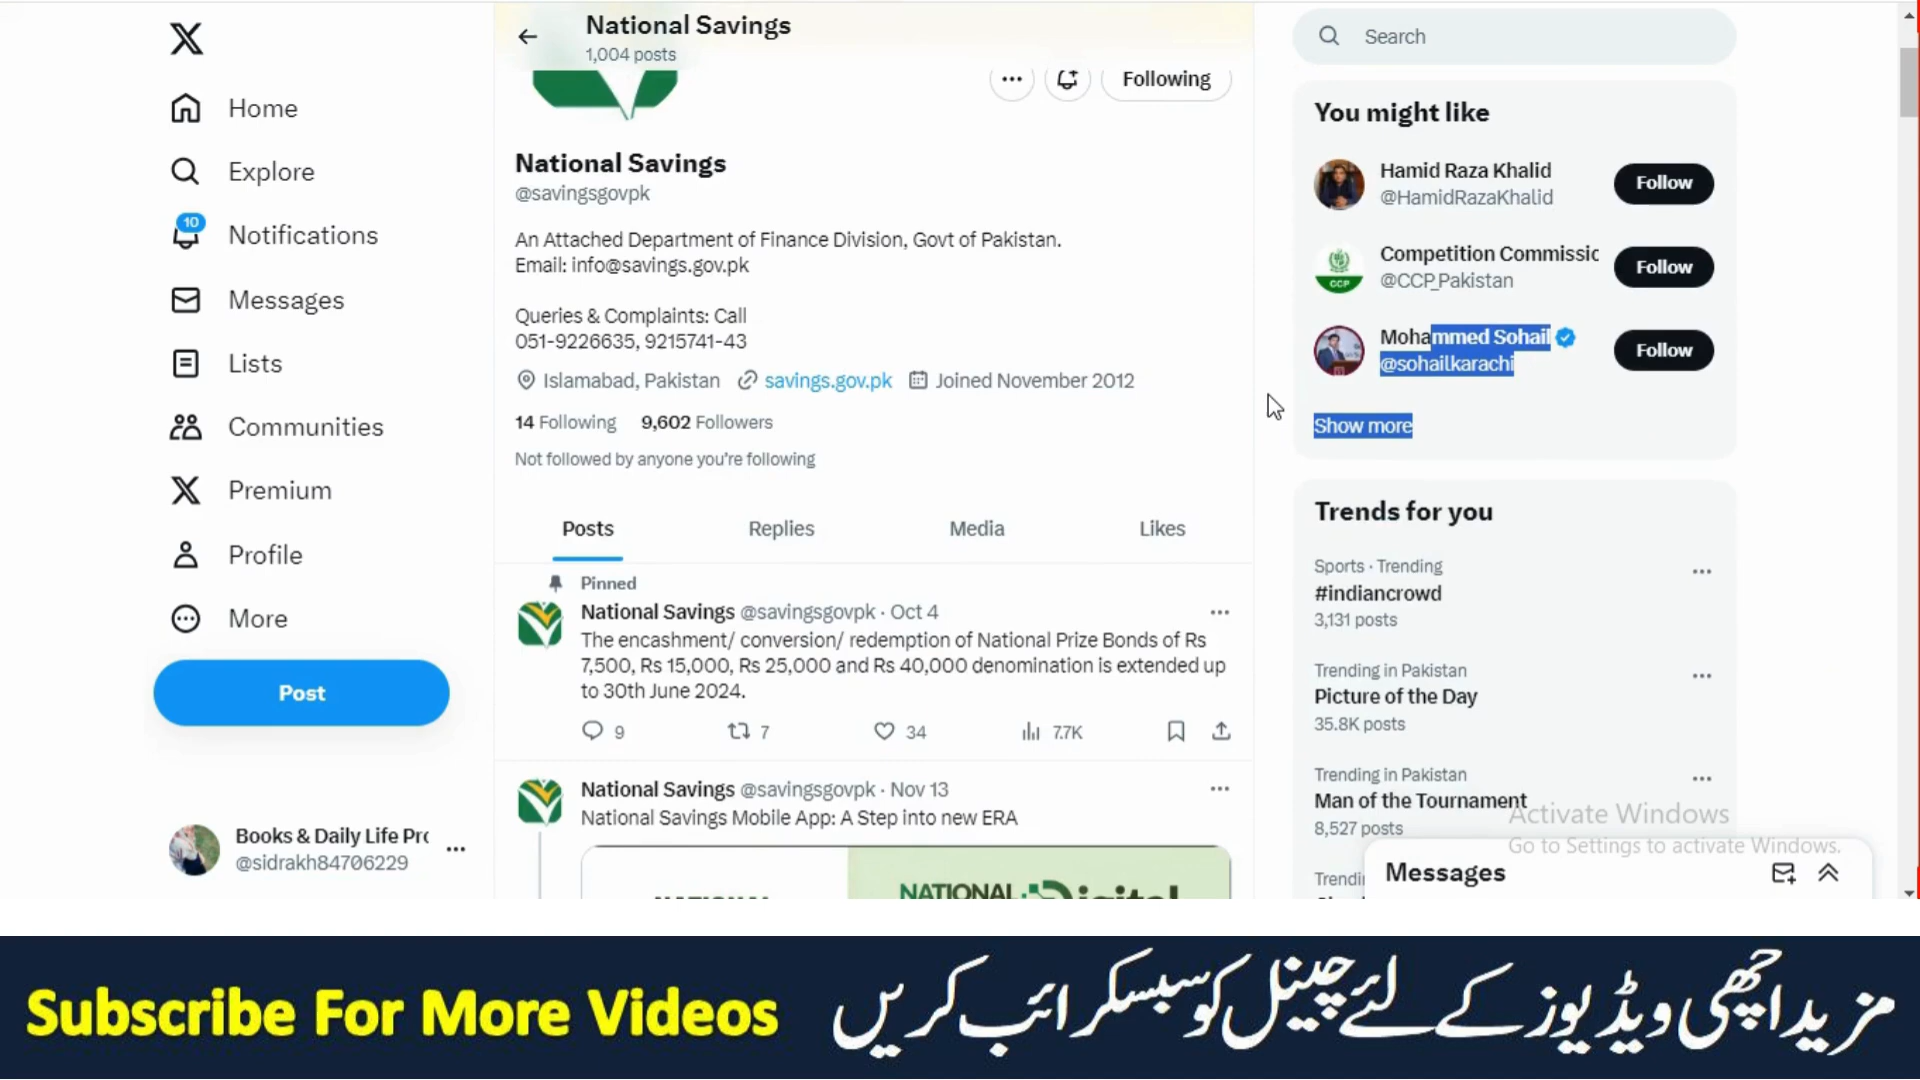 National Savings
1,004 posts
Following
Home
Explore
10
Notifications
Messages
Lists
Communities
Premium
Profile
More
Post
Books & Daily Life Pro
@sidrakh84706229
National Savings
@savingsgovpk
An Attached Department of Finance Division, Govt of Pakistan.
Email: info@savings.gov.pk
Queries & Complaints: Call
051-9226635, 9215741-43
Islamabad, Pakistan savings.gov.pk Joined November 2012
14 Following 9,602 Followers
Not followed by anyone you're following
Posts Replies Media Likes
Pinned
National Savings @savingsgovpk · Oct 4
The encashment/ conversion/ redemption of National Prize Bonds of Rs
7,500, Rs 15,000, Rs 25,000 and Rs 40,000 denomination is extended up
to 30th June 2024.
9 7 34 7.7K
National Savings @savingsgovpk · Nov 13
National Savings Mobile App: A Step into new ERA
NATIONAL Digital
Search
You might like
Hamid Raza Khalid
@HamidRazaKhalid
Follow
Competition Commissic
@CCP_Pakistan
CCP
Follow
Mohammed Sohail
@sohailkarachi
Follow
Show more
Trends for you
Sports · Trending
#indiancrowd
3,131 posts
Trending in Pakistan
Picture of the Day
35.8K posts
Trending in Pakistan
Man of the Tournament
8,527 posts
Activate Windows
Go to Settings to activate Windows.
Messages
Subscribe For More Videos
مزید اچھی ویڈیوز کے لئے چینل کو سبسکرائب کریں